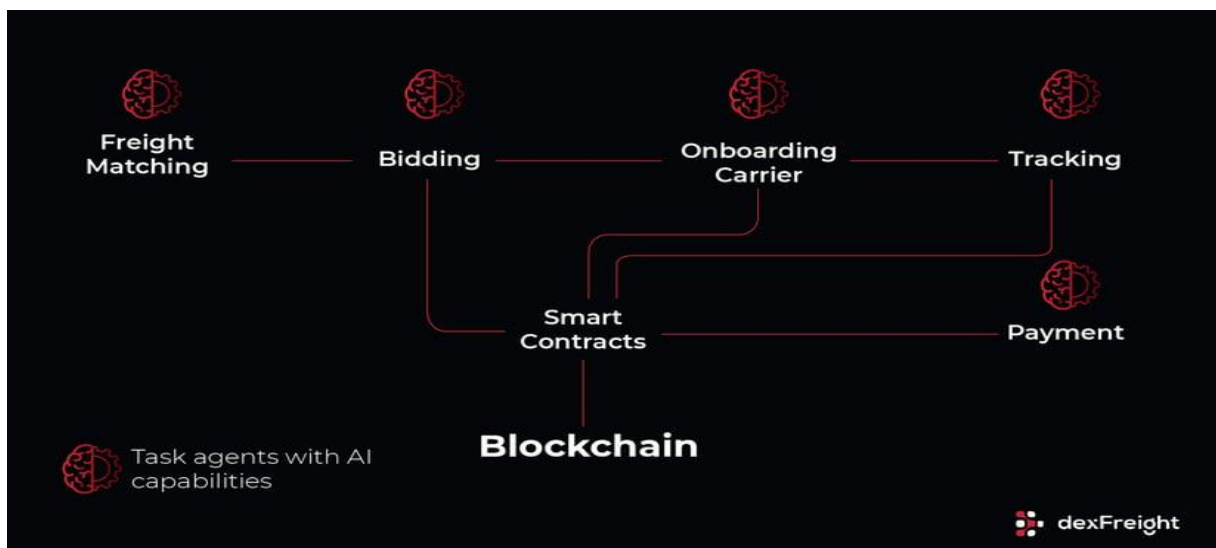 Freight
Matching
Bidding
Onboarding
Carrier
Tracking
Smart
Contracts
Payment
Blockchain
Task agents with AI
capabilities
dexFreight